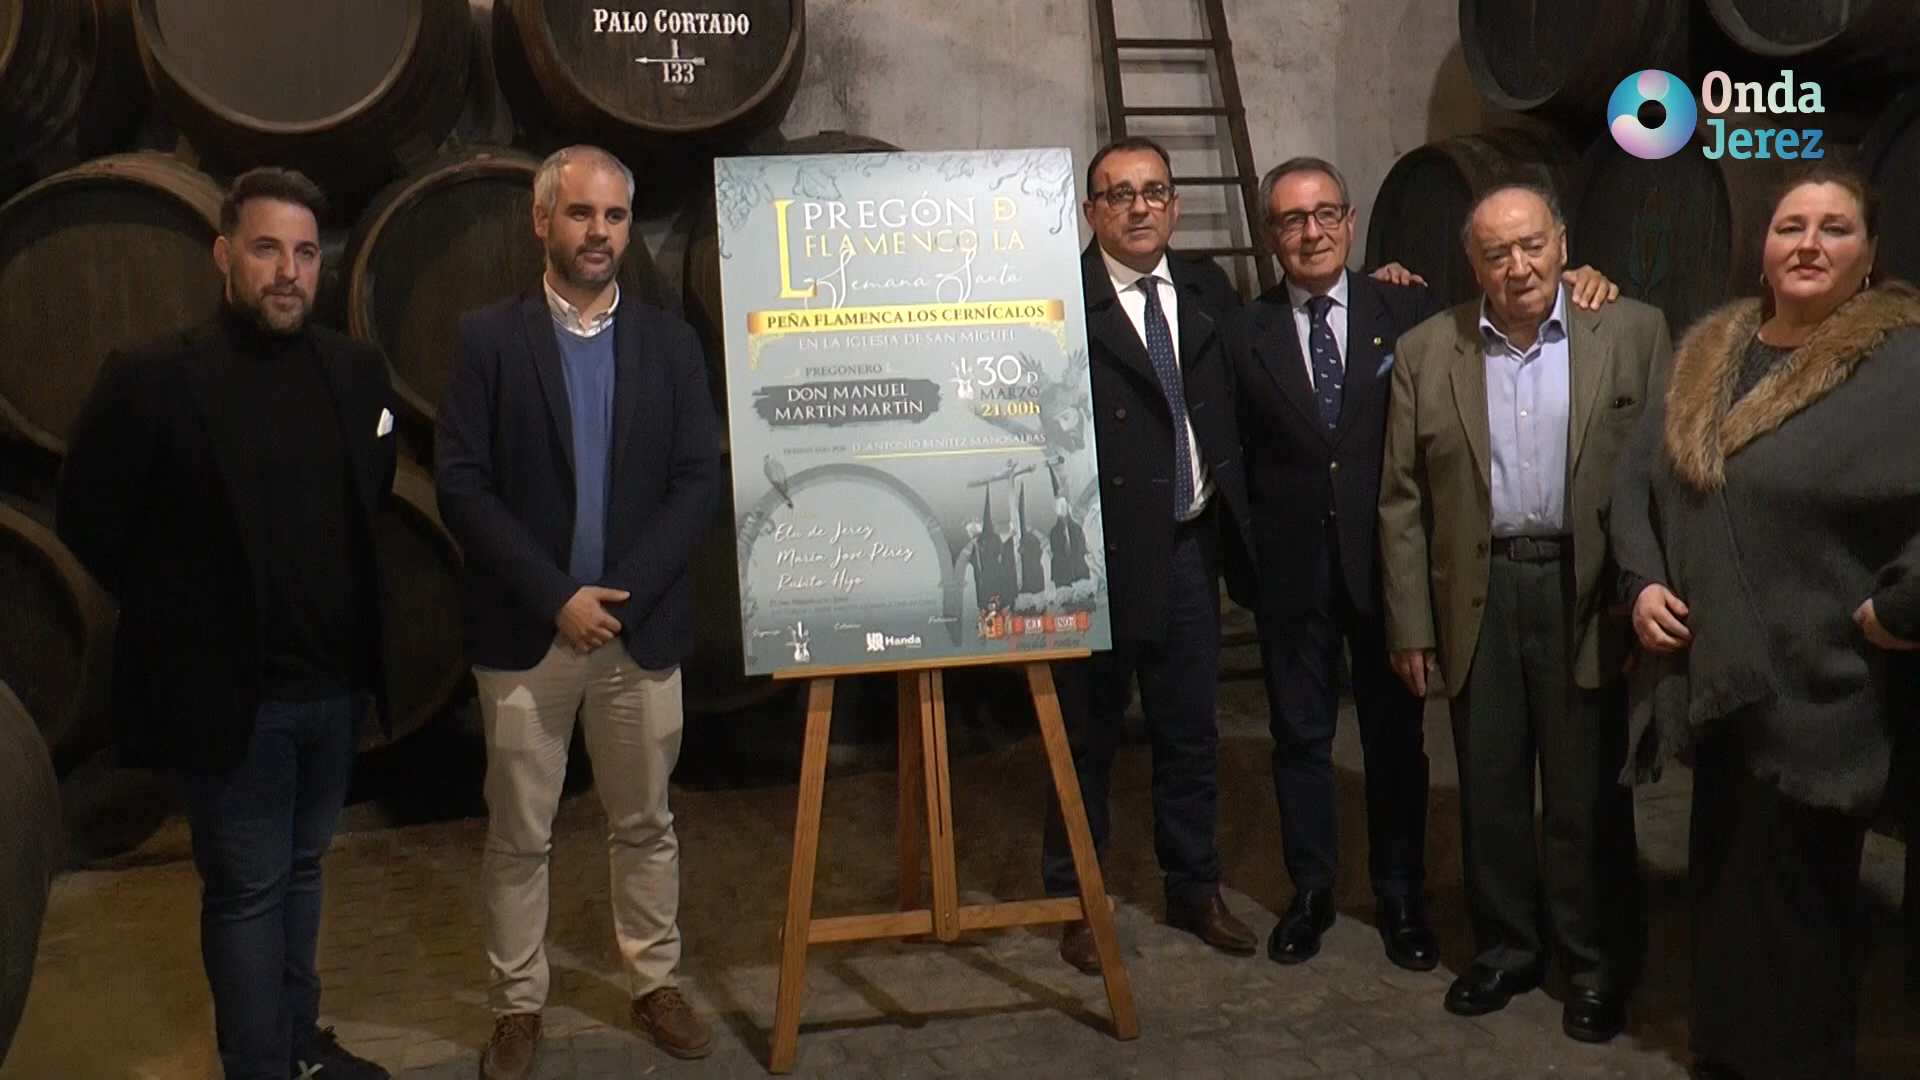 PALO CORTADO
1
133
Onda
Jerez
L PREGÓN D
FLAMENCO LA
Semana Santa
PEÑA FLAMENCA LOS CERNÍCALOS
EN LA IGLESIA DE SAN MIGUEL
PREGONERO
DON MANUEL
MARTÍN MARTÍN
30 D
MARZO
21.00h
D. ANTONIO BENÍTEZ MANOSALBAS
Elu de Jerez
María José Pérez
Rubito Hijo
Handa